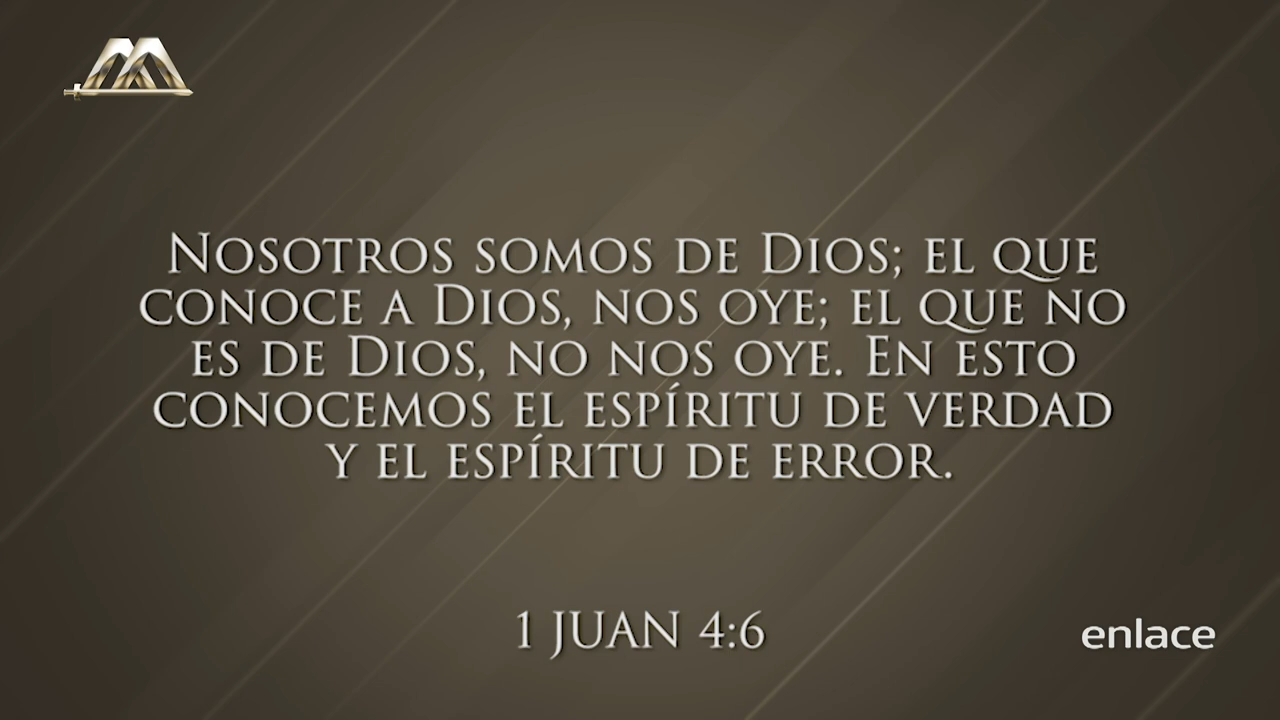 Nosotros somos de Dios; el que
conoce a Dios, nos oye; el que no
es de Dios, no nos oye. En esto
conocemos el espíritu de verdad
y el espíritu de error.
1 JUAN 4:6
enlace